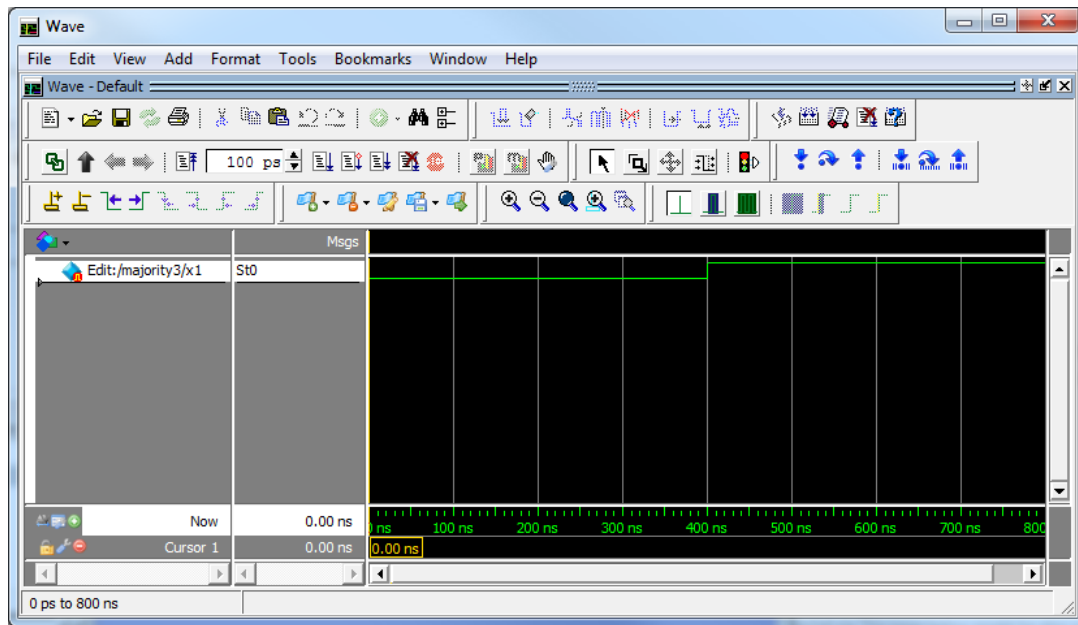 Wave
File Edit View Add Format Tools Bookmarks Window Help
Wave - Default
100 ps
Msgs
Edit:/majority3/x1 St0
Now 0.00 ns
ns 100 ns 200 ns 300 ns 400 ns 500 ns 600 ns 700 ns 800
Cursor 1 0.00 ns 0.00 ns
0 ps to 800 ns